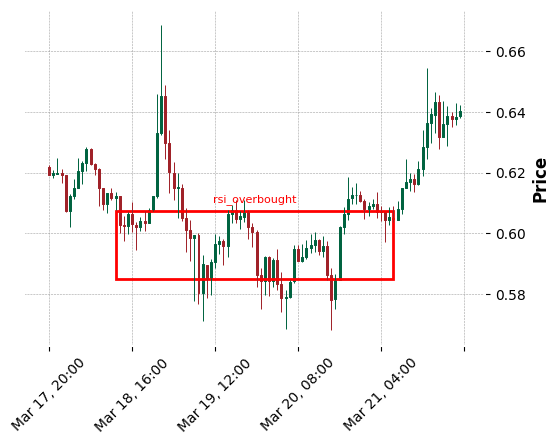 0.66
0.64
0.62
rsi_overbought
0.60
0.58
Price
Mar 17, 20:00
Mar 18, 16:00
Mar 19, 12:00
Mar 20, 08:00
Mar 21, 04:00